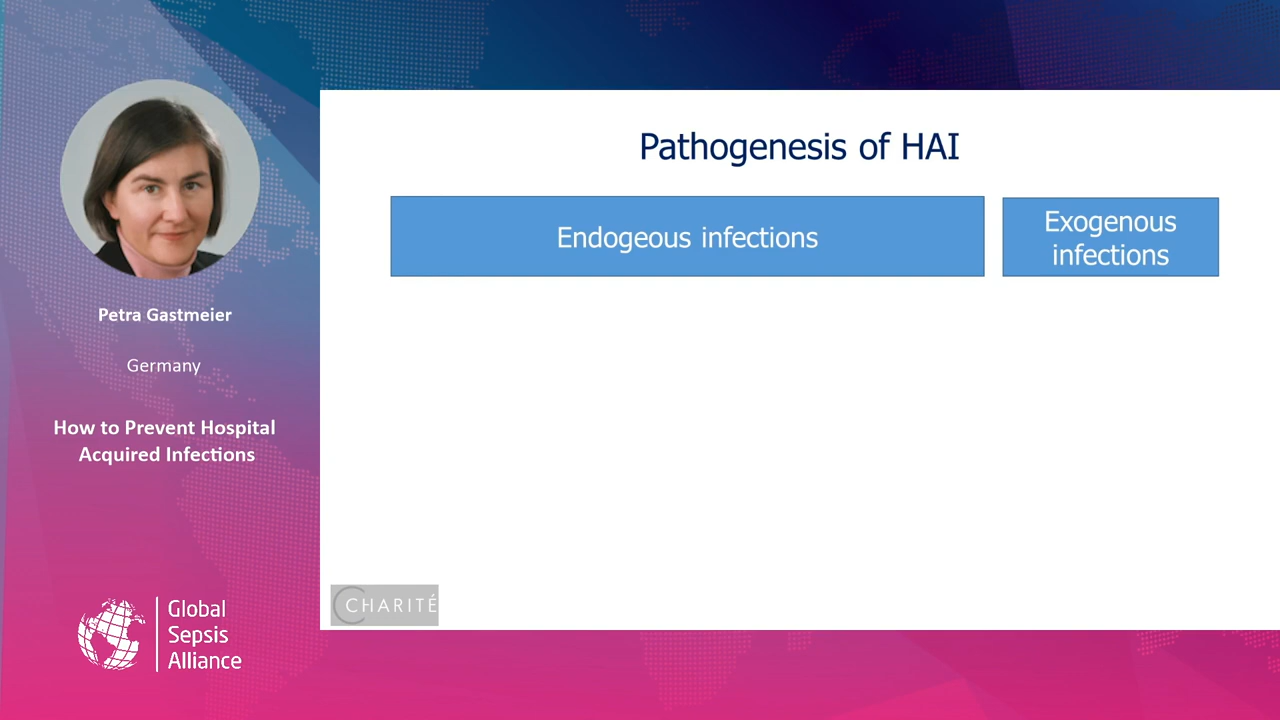 Petra Gastmeier
Germany
How to Prevent Hospital
Acquired Infections
Global
Sepsis
Alliance
Pathogenesis of HAI
Endogeous infections
Exogenous
infections
CHARITÉ